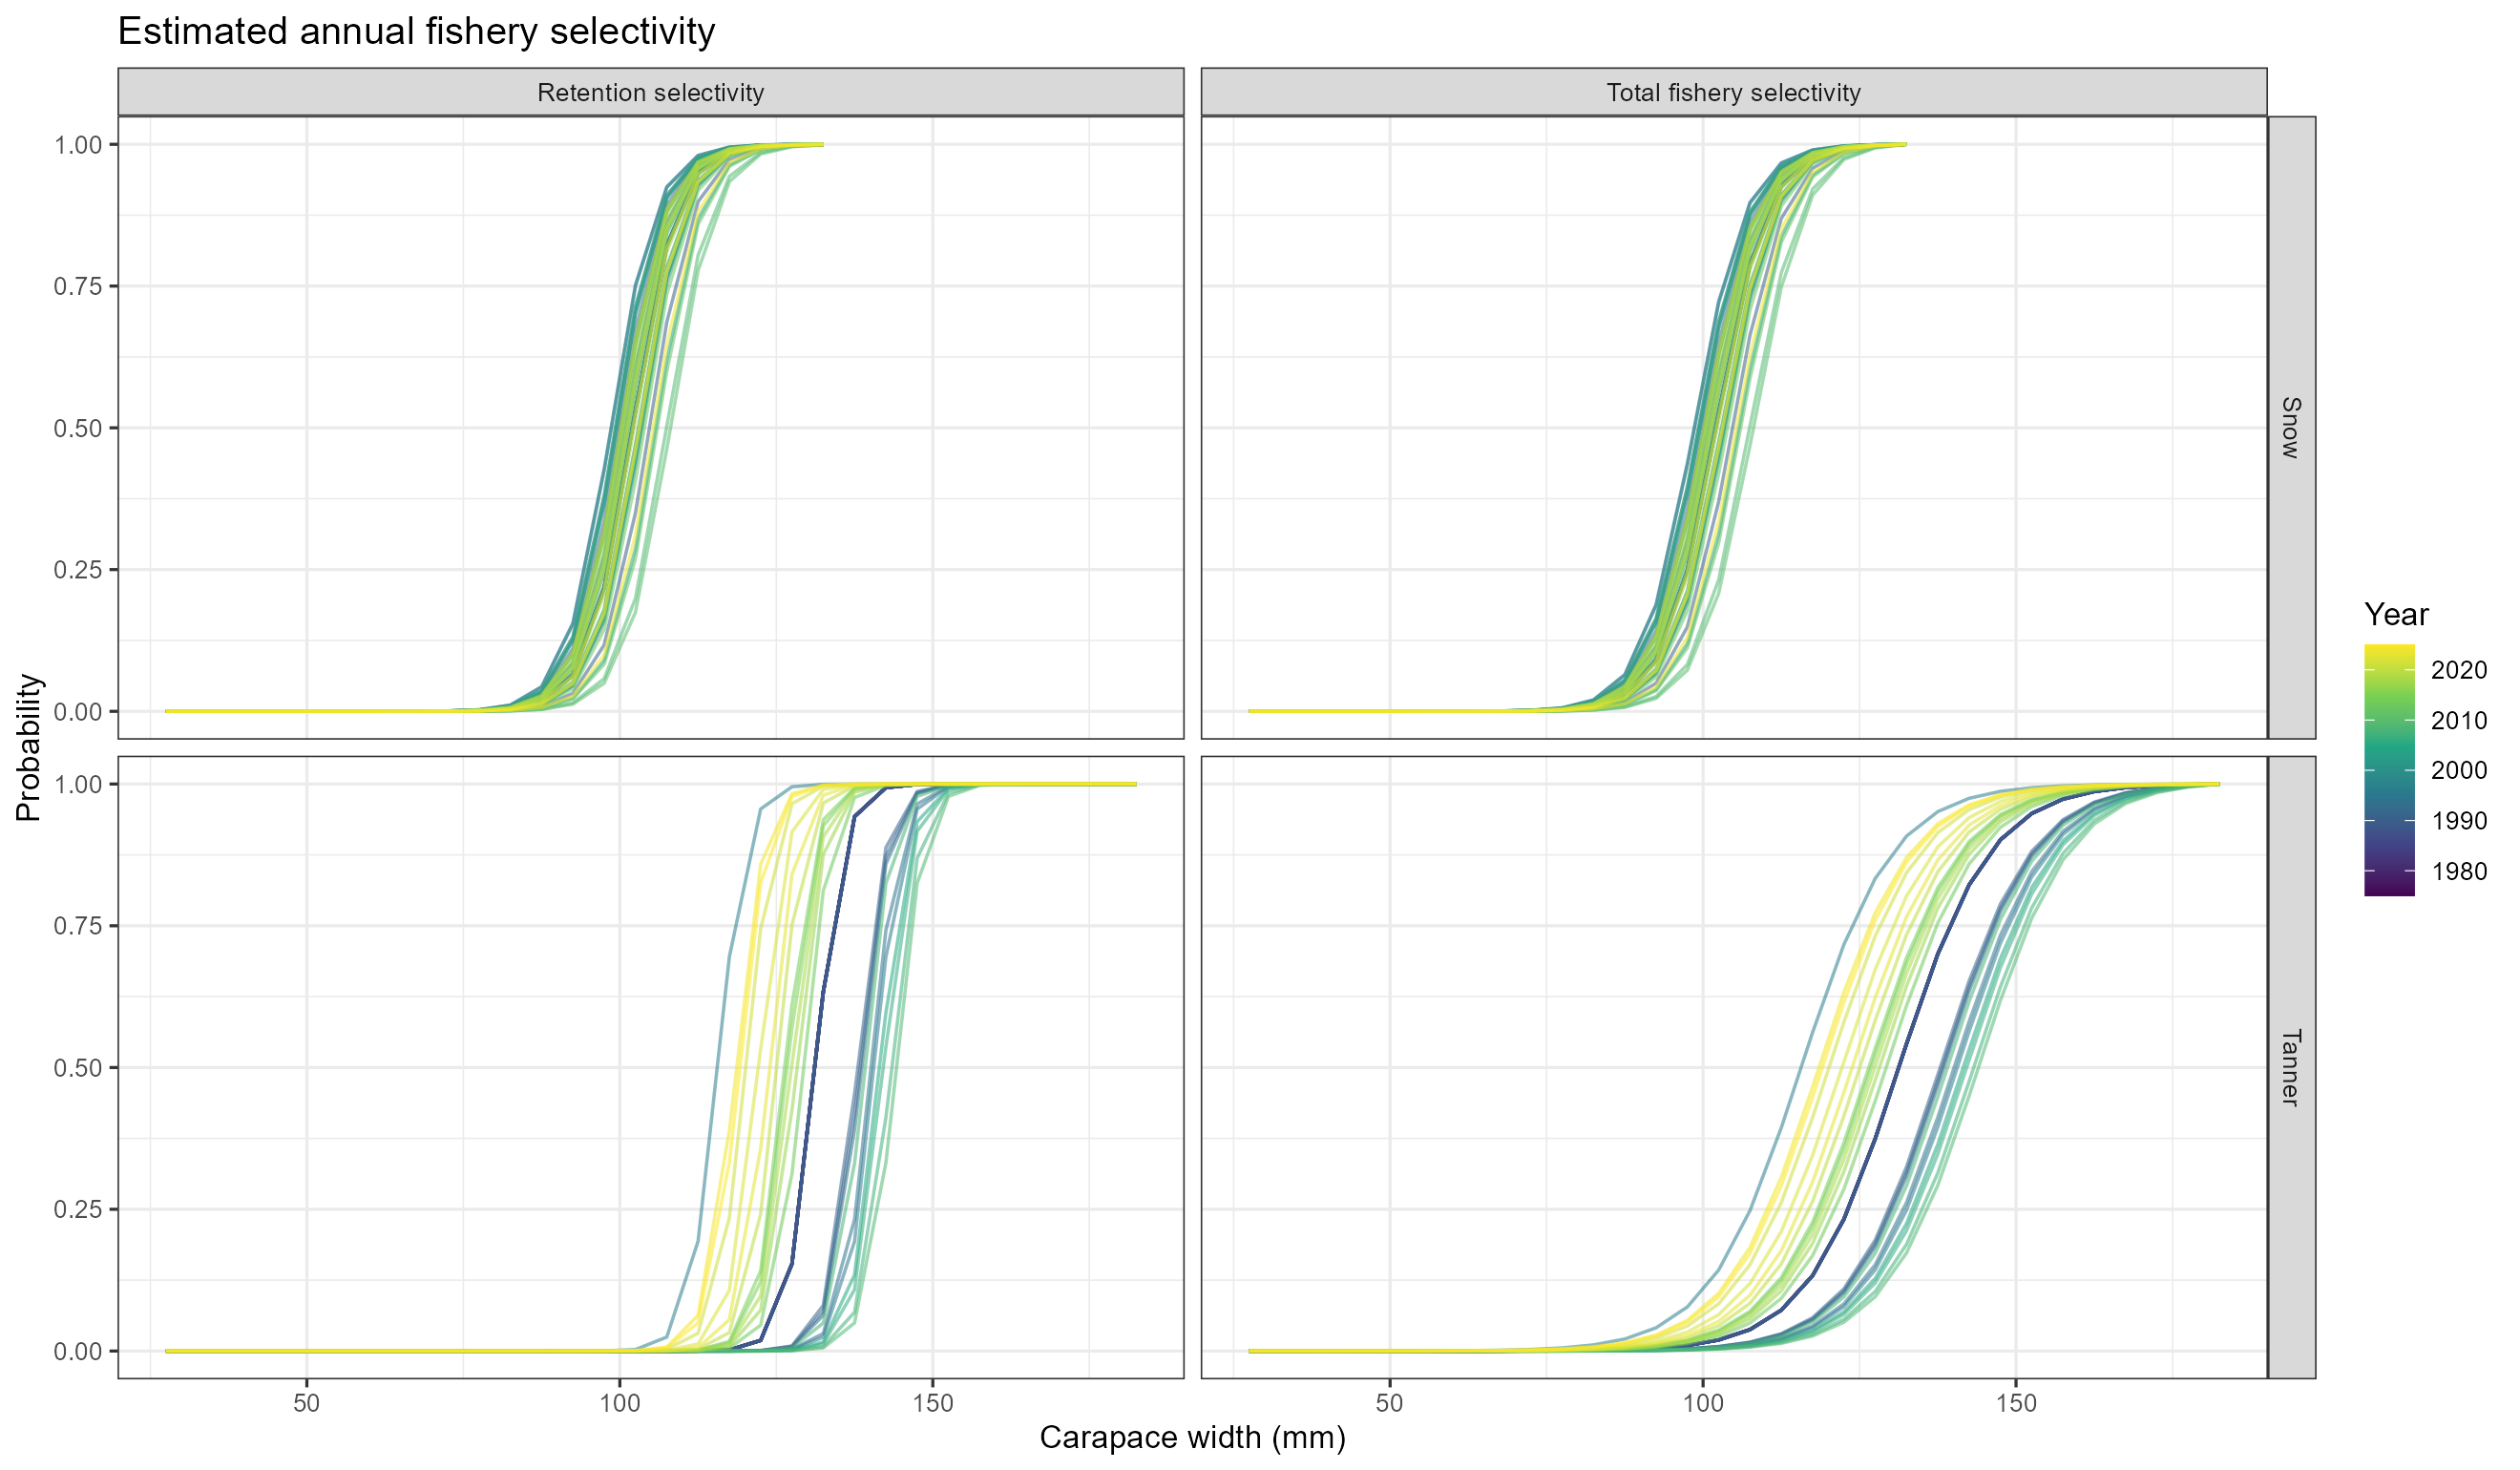 Estimated annual fishery selectivity
Retention selectivity
Total fishery selectivity
1.00
0.75
0.50
0.25
0.00
Snow
1.00
0.75
0.50
0.25
0.00
Tanner
Probability
50
100
150
50
100
150
Carapace width (mm)
Year
2020
2010
2000
1990
1980